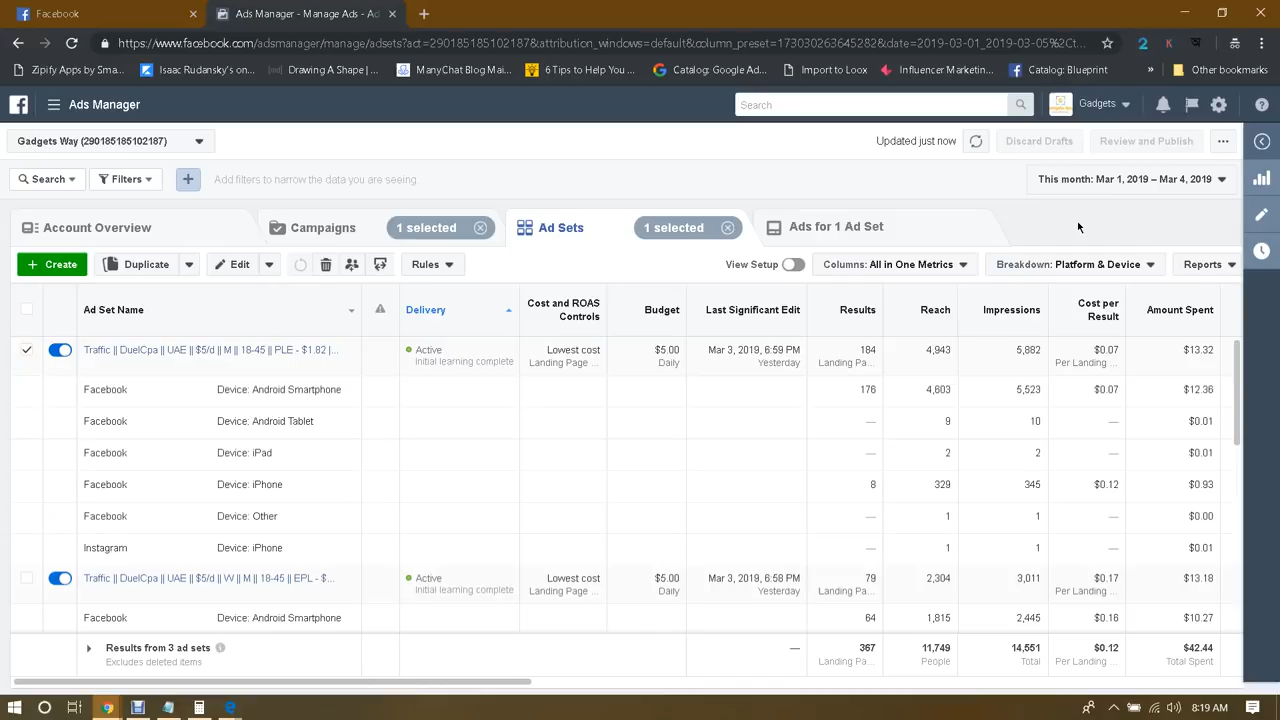 Facebook
Ads Manager - Manage Ads - Ad
https://www.facebook.com/adsmanager/manage/adsets?act=290185185102187&attribution_windows=default&column_preset=173030263645282&date=2019-03-01_2019-03-05%2Ct...
Zipify Apps by Sma...
Isaac Rudansky's on...
Drawing A Shape | ...
ManyChat Blog Mai...
6 Tips to Help You ...
Catalog: Google Ad...
Import to Loox
Influencer Marketin...
Catalog: Blueprint
»
Other bookmarks
Ads Manager
Search
Gadgets
Gadgets Way (290185185102187)
Updated just now
Discard Drafts
Review and Publish
Search
Filters
Add filters to narrow the data you are seeing
This month: Mar 1, 2019 – Mar 4, 2019
Account Overview
Campaigns
1 selected
Ad Sets
1 selected
Ads for 1 Ad Set
+ Create
Duplicate
Edit
Rules
View Setup
Columns: All in One Metrics
Breakdown: Platform & Device
Reports
Ad Set Name
Delivery
Cost and ROAS Controls
Budget
Last Significant Edit
Results
Reach
Impressions
Cost per Result
Amount Spent
Traffic || DuelCpa || UAE || $5/d || M || 18-45 || PLE - $1.82 |... Active Lowest cost $5.00 Mar 3, 2019, 6:59 PM 184 4,943 5,882 $0.07 $13.32
Initial learning complete Landing Page ... Daily Yesterday Landing Pa... Per Landing ...
Facebook Device: Android Smartphone 176 4,603 5,523 $0.07 $12.36
Facebook Device: Android Tablet — 9 10 — $0.01
Facebook Device: iPad — 2 2 — $0.01
Facebook Device: iPhone 8 329 345 $0.12 $0.93
Facebook Device: Other — 1 1 — $0.00
Instagram Device: iPhone — 1 1 — $0.01
Traffic || DuelCpa || UAE || $5/d || W || M || 18-45 || EPL - $... Active Lowest cost $5.00 Mar 3, 2019, 6:58 PM 79 2,304 3,011 $0.17 $13.18
Initial learning complete Landing Page ... Daily Yesterday Landing Pa... Per Landing ...
Facebook Device: Android Smartphone 64 1,815 2,445 $0.16 $10.27
Results from 3 ad sets — 367 11,749 14,551 $0.12 $42.44
Excludes deleted items Landing Pa... People Total Per Landing ... Total Spent
8:19 AM